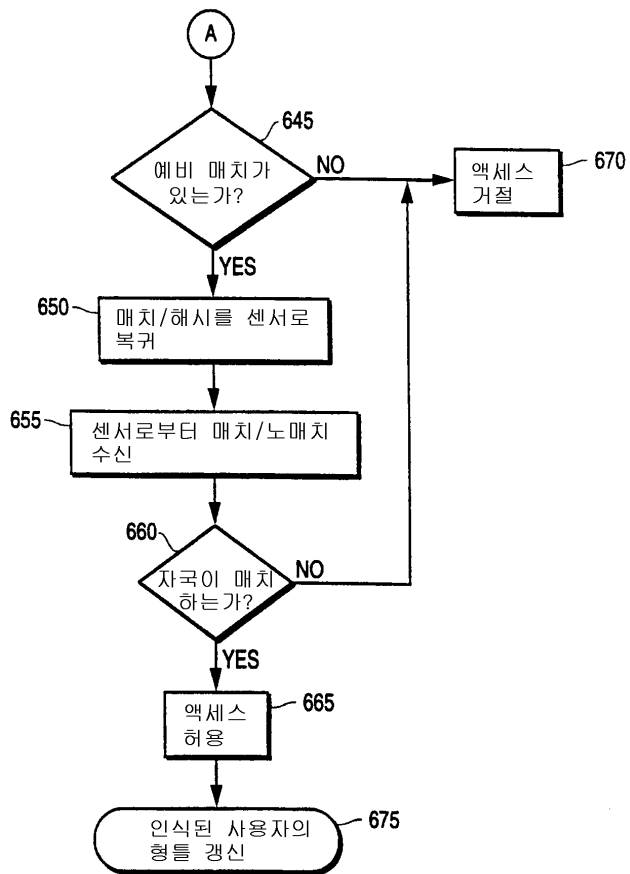 A
645
예비 매치가
있는가?
NO
670
액세스
거절
YES
650
매치/해시를 센서로
복귀
655
센서로부터 매치/노매치
수신
660
자국이 매치
하는가?
NO
YES
액세스
허용
665
인식된 사용자의
형틀 갱신
675